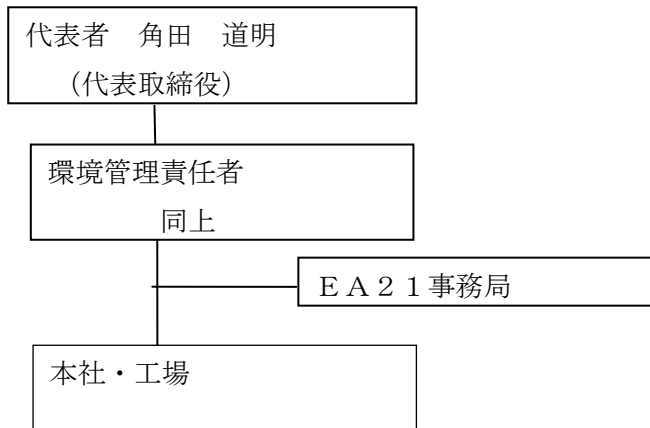 代表者　角田　道明
（代表取締役）
環境管理責任者
同上
ＥＡ２１事務局
本社・工場